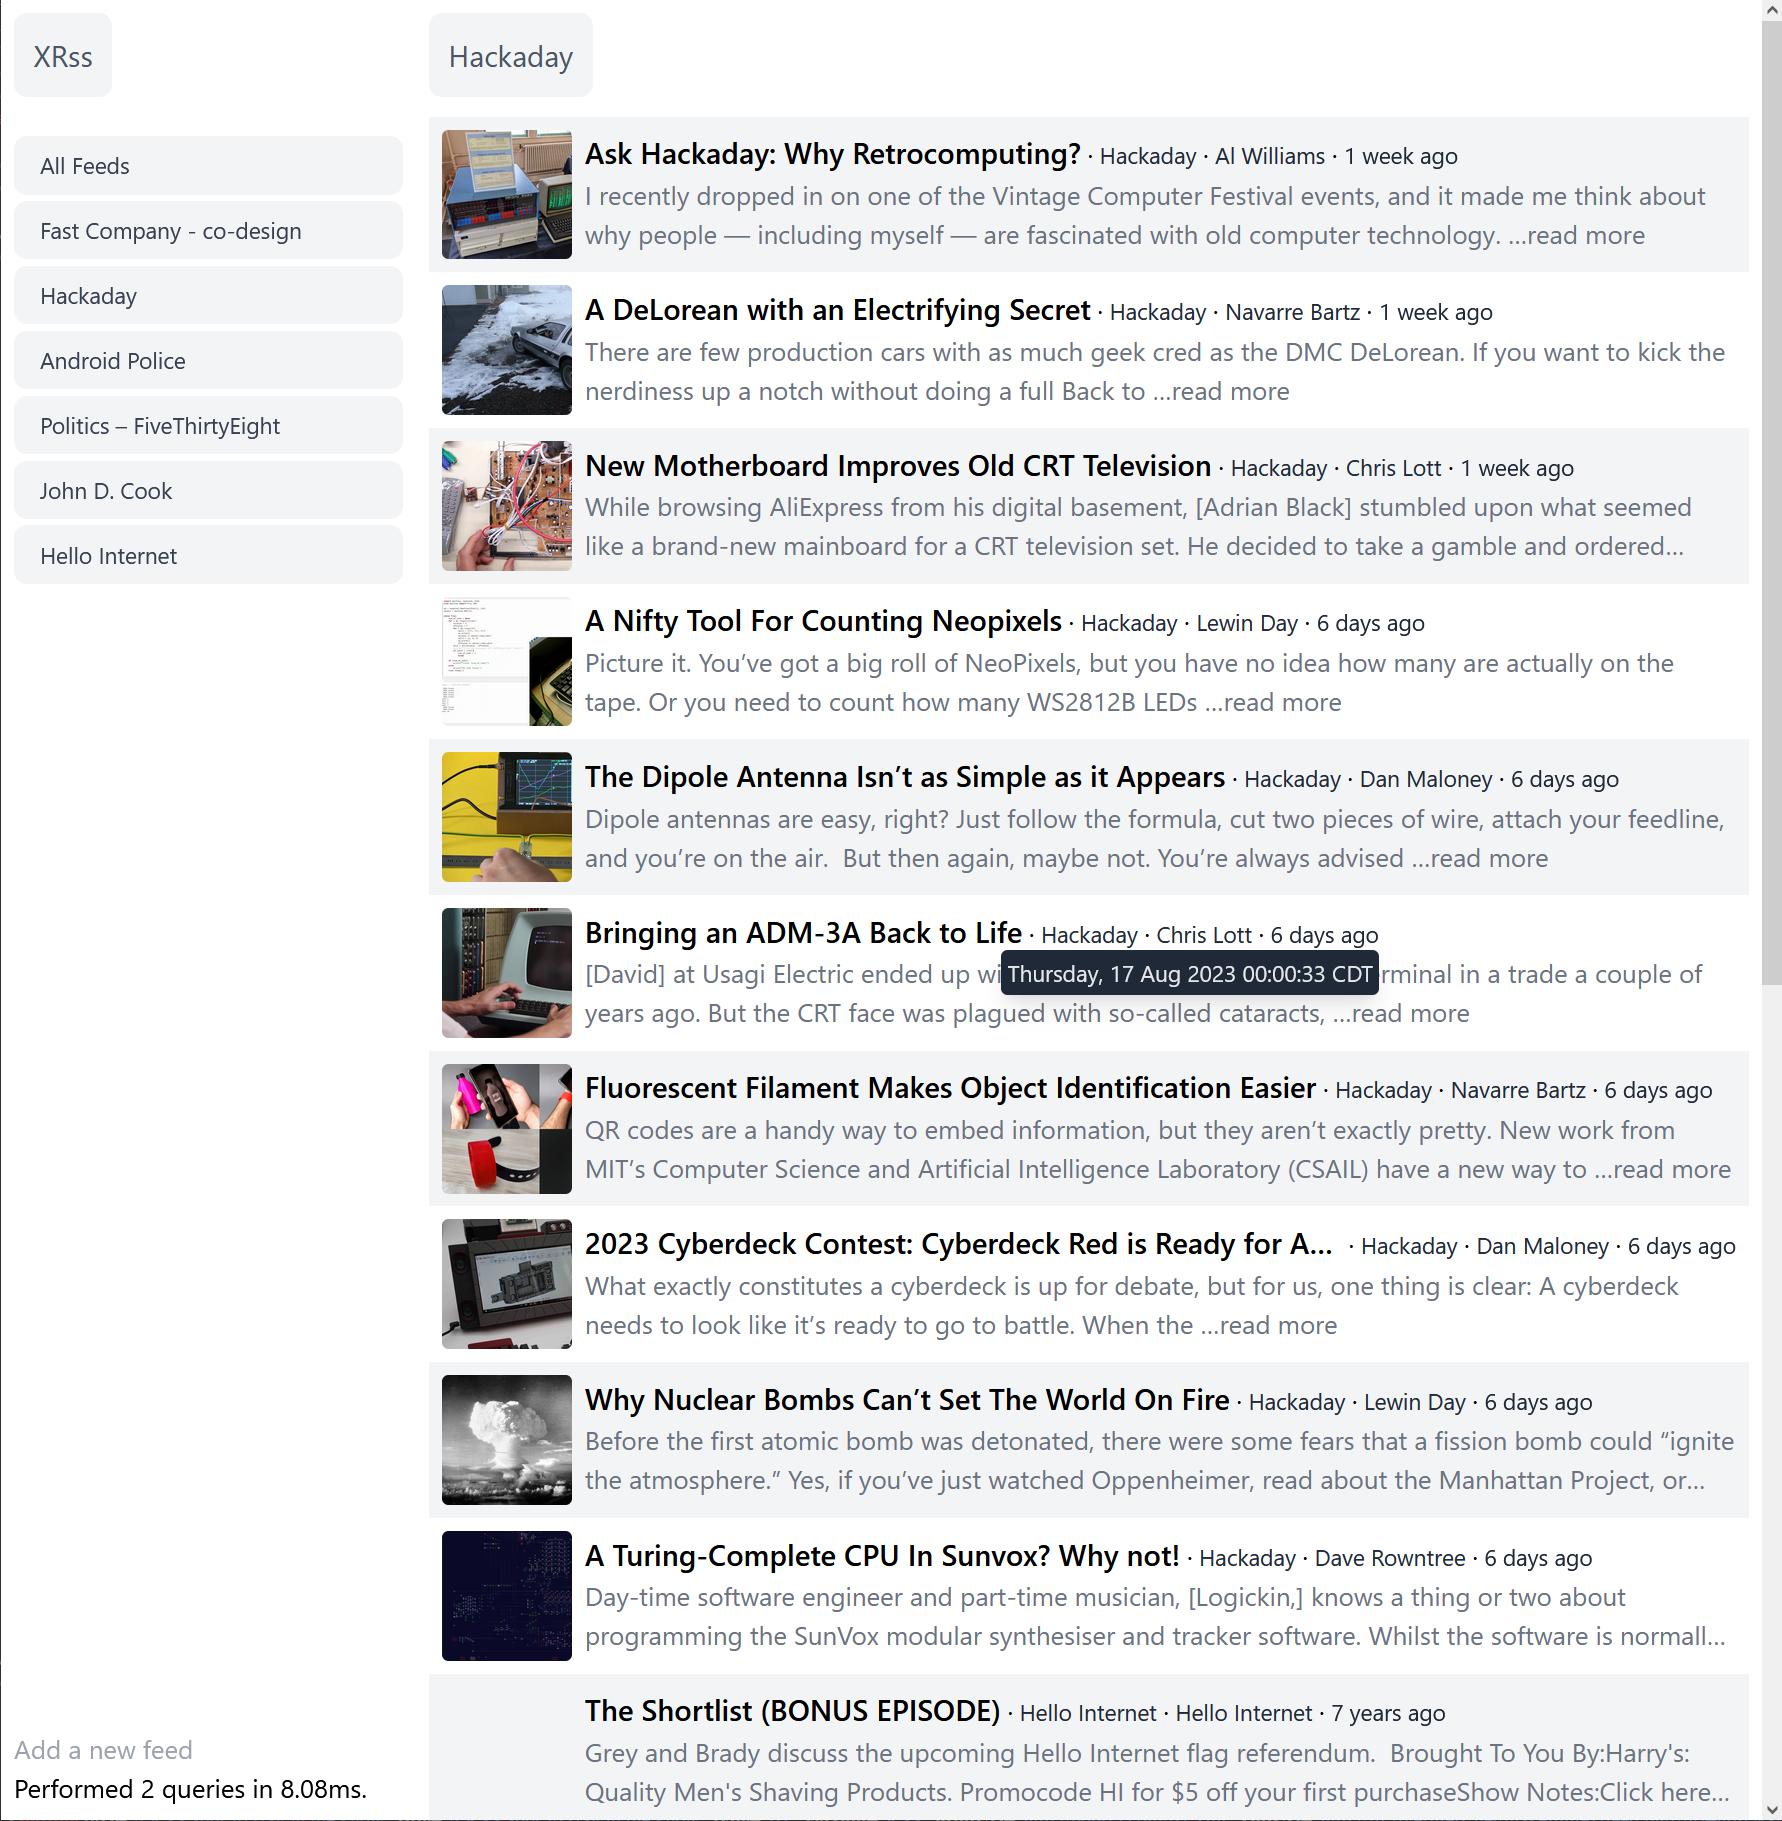 XRss
All Feeds
Fast Company - co-design
Hackaday
Android Police
Politics – FiveThirtyEight
John D. Cook
Hello Internet
Add a new feed
Performed 2 queries in 8.08ms.
Hackaday
Ask Hackaday: Why Retrocomputing? · Hackaday · Al Williams · 1 week ago
I recently dropped in on one of the Vintage Computer Festival events, and it made me think about
why people — including myself — are fascinated with old computer technology. …read more
A DeLorean with an Electrifying Secret · Hackaday · Navarre Bartz · 1 week ago
There are few production cars with as much geek cred as the DMC DeLorean. If you want to kick the
nerdiness up a notch without doing a full Back to …read more
New Motherboard Improves Old CRT Television · Hackaday · Chris Lott · 1 week ago
While browsing AliExpress from his digital basement, [Adrian Black] stumbled upon what seemed
like a brand-new mainboard for a CRT television set. He decided to take a gamble and ordered…
A Nifty Tool For Counting Neopixels · Hackaday · Lewin Day · 6 days ago
Picture it. You’ve got a big roll of NeoPixels, but you have no idea how many are actually on the
tape. Or you need to count how many WS2812B LEDs …read more
The Dipole Antenna Isn’t as Simple as it Appears · Hackaday · Dan Maloney · 6 days ago
Dipole antennas are easy, right? Just follow the formula, cut two pieces of wire, attach your feedline,
and you’re on the air.  But then again, maybe not. You’re always advised …read more
Bringing an ADM-3A Back to Life · Hackaday · Chris Lott · 6 days ago
[David] at Usagi Electric ended up wi
Thursday, 17 Aug 2023 00:00:33 CDT
rminal in a trade a couple of
years ago. But the CRT face was plagued with so-called cataracts, …read more
Fluorescent Filament Makes Object Identification Easier · Hackaday · Navarre Bartz · 6 days ago
QR codes are a handy way to embed information, but they aren’t exactly pretty. New work from
MIT’s Computer Science and Artificial Intelligence Laboratory (CSAIL) have a new way to …read more
2023 Cyberdeck Contest: Cyberdeck Red is Ready for A… · Hackaday · Dan Maloney · 6 days ago
What exactly constitutes a cyberdeck is up for debate, but for us, one thing is clear: A cyberdeck
needs to look like it’s ready to go to battle. When the …read more
Why Nuclear Bombs Can’t Set The World On Fire · Hackaday · Lewin Day · 6 days ago
Before the first atomic bomb was detonated, there were some fears that a fission bomb could “ignite
the atmosphere.” Yes, if you’ve just watched Oppenheimer, read about the Manhattan Project, or…
A Turing-Complete CPU In Sunvox? Why not! · Hackaday · Dave Rowntree · 6 days ago
Day-time software engineer and part-time musician, [Logickin,] knows a thing or two about
programming the SunVox modular synthesiser and tracker software. Whilst the software is normall…
The Shortlist (BONUS EPISODE) · Hello Internet · Hello Internet · 7 years ago
Grey and Brady discuss the upcoming Hello Internet flag referendum.  Brought To You By:Harry's:
Quality Men's Shaving Products. Promocode HI for $5 off your first purchaseShow Notes:Click here…